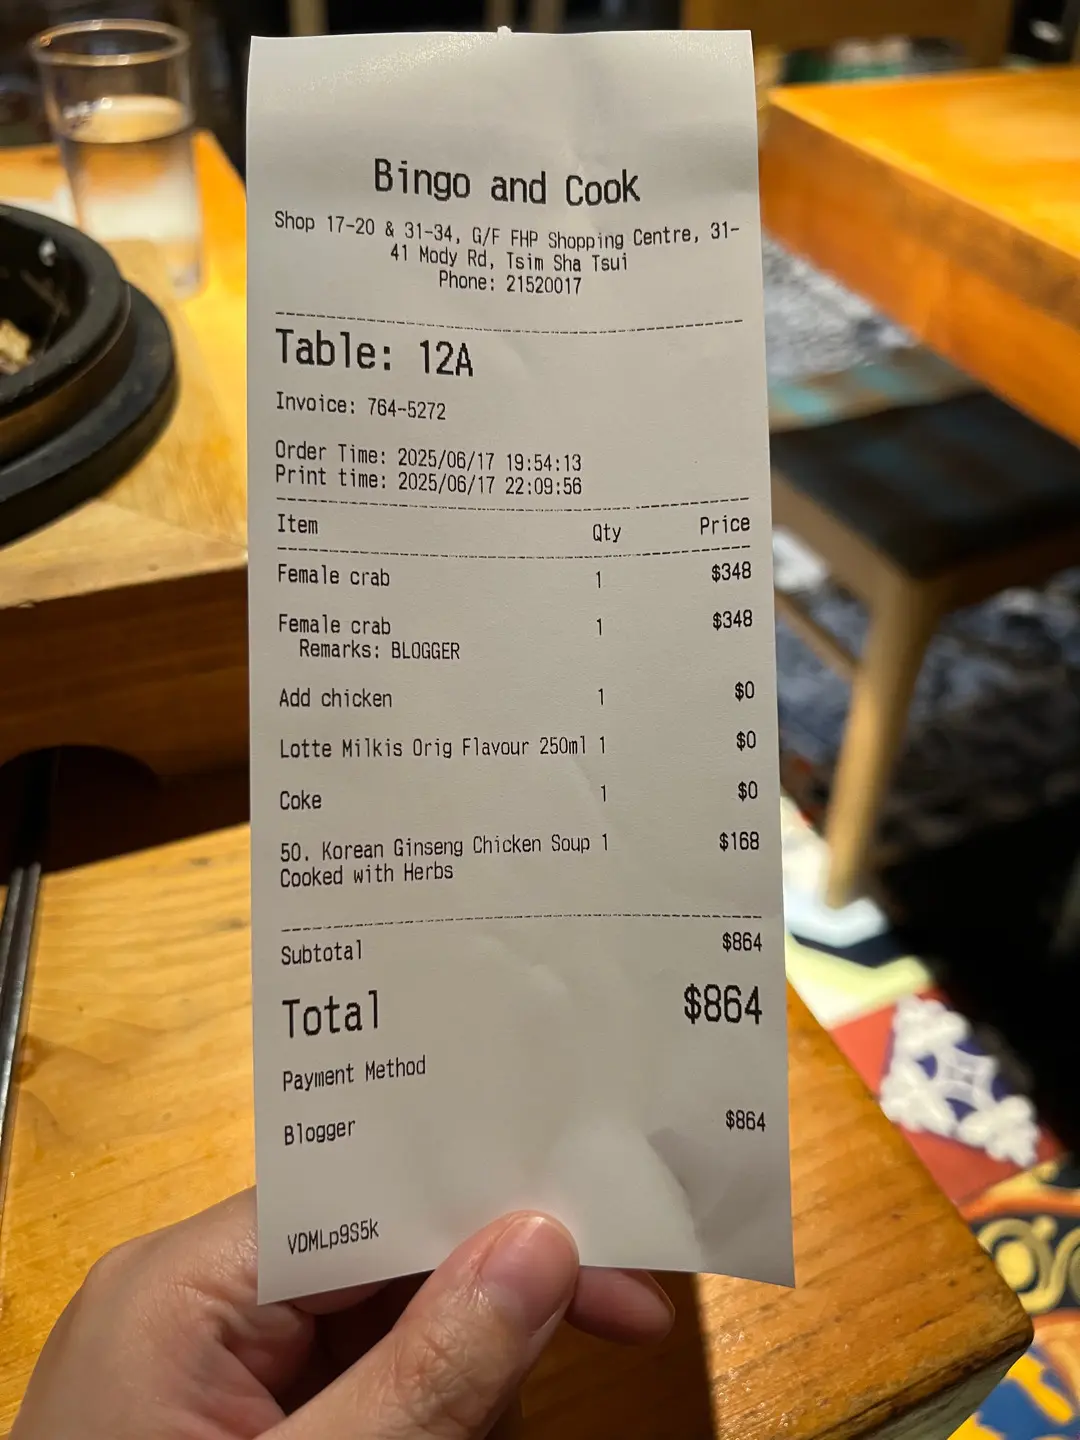 Bingo and Cook
Shop 17-20 & 31-34, G/F FHP Shopping Centre, 31-
41 Mody Rd, Tsim Sha Tsui
Phone: 21520017
Table: 12A
Invoice: 764-5272
Order Time: 2025/06/17 19:54:13
Print time: 2025/06/17 22:09:56
Item Qty Price
Female crab 1 $348
Female crab 1 $348
Remarks: BLOGGER
Add chicken 1 $0
Lotte Milkis Orig Flavour 250ml 1 $0
Coke 1 $0
50. Korean Ginseng Chicken Soup 1 $168
Cooked with Herbs
Subtotal $864
Total $864
Payment Method
Blogger $864
VDMLp9S5k